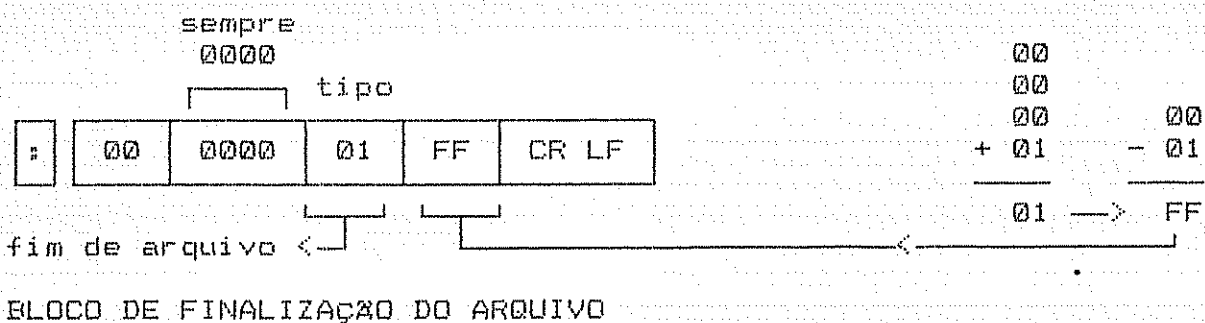 sempre
0000
tipo
: 00 0000 01 FF CR LF
fim de arquivo <
00
00
00
+ 01
01 —> FF
00
- 01
<
BLOCO DE FINALIZAÇÃO DO ARQUIVO